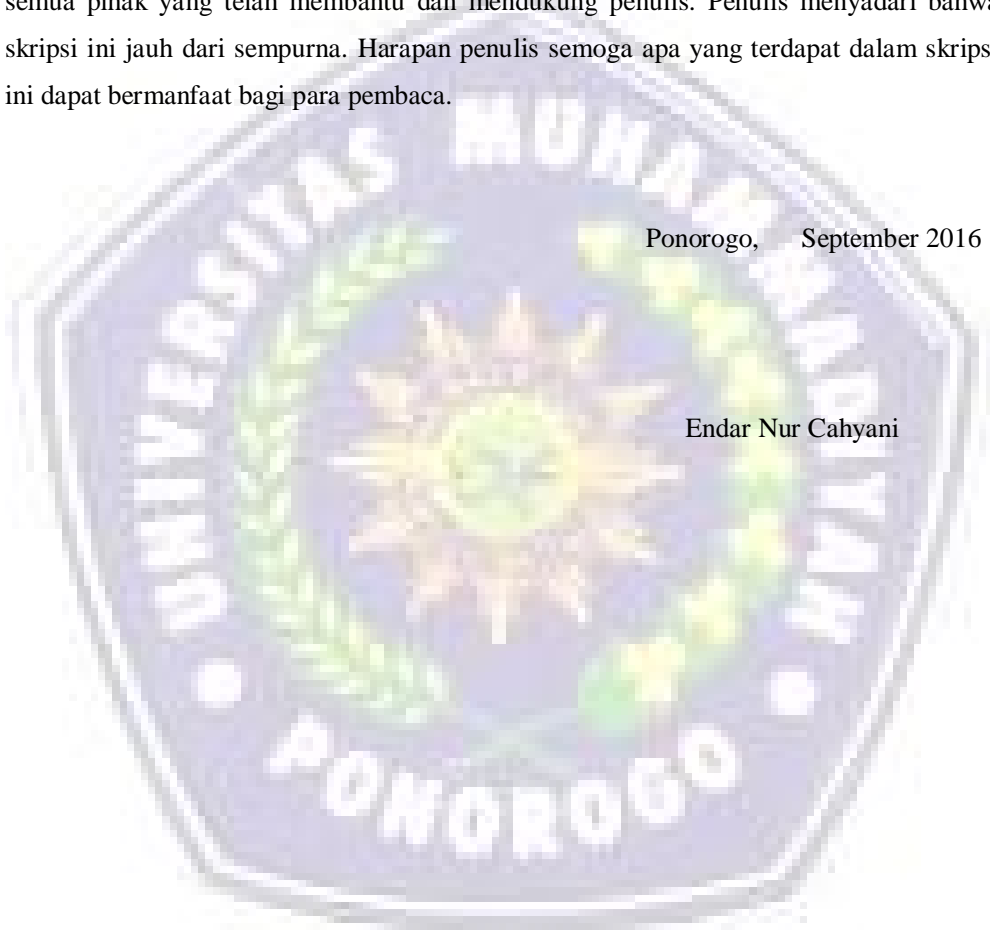 semua pihak yang telah membantu dan mendukung penulis. Penulis menyadari bahwa
skripsi ini jauh dari sempurna. Harapan penulis semoga apa yang terdapat dalam skripsi
ini dapat bermanfaat bagi para pembaca.
Ponorogo, September 2016
Endar Nur Cahyani
UNIVERSITAS MUHAMMADIYAH
PONOROGO